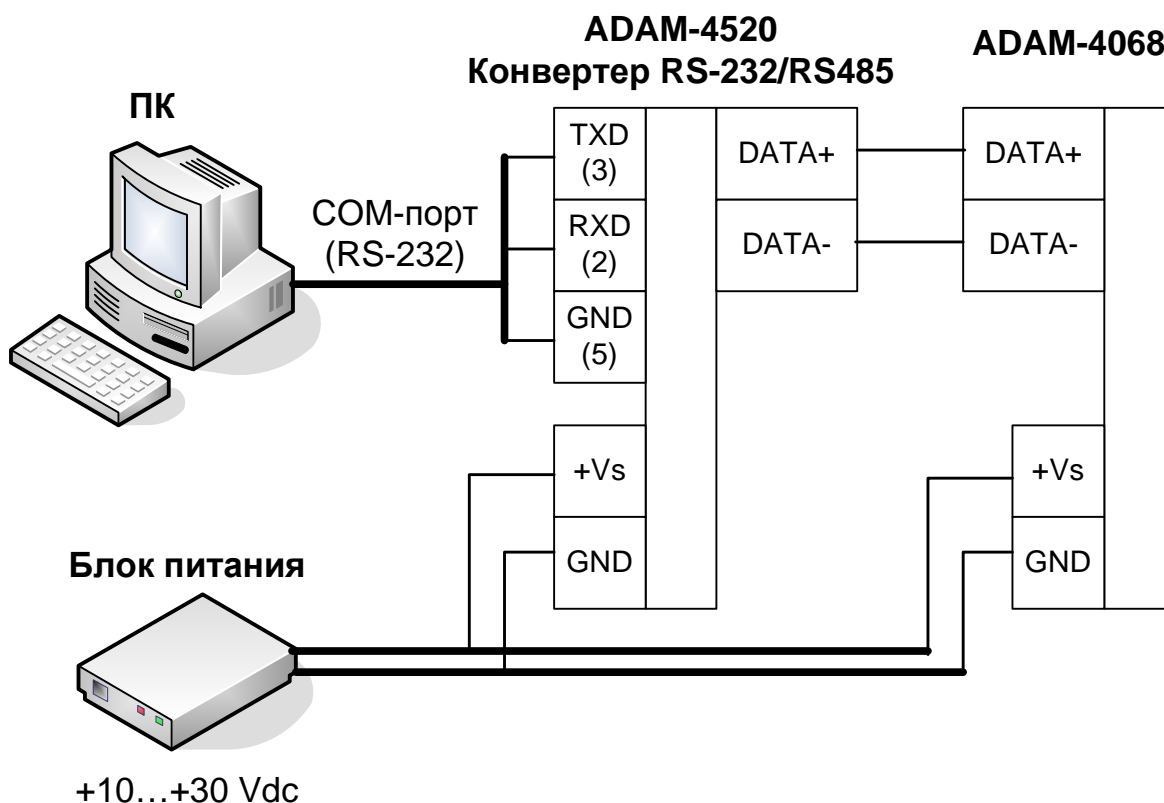 ADAM-4520
Конвертер RS-232/RS485
ADAM-4068
ПК
COM-порт
(RS-232)
TXD
(3)
RXD
(2)
GND
(5)
DATA+
DATA-
DATA+
DATA-
+Vs
GND
+Vs
GND
Блок питания
+10...+30 Vdc